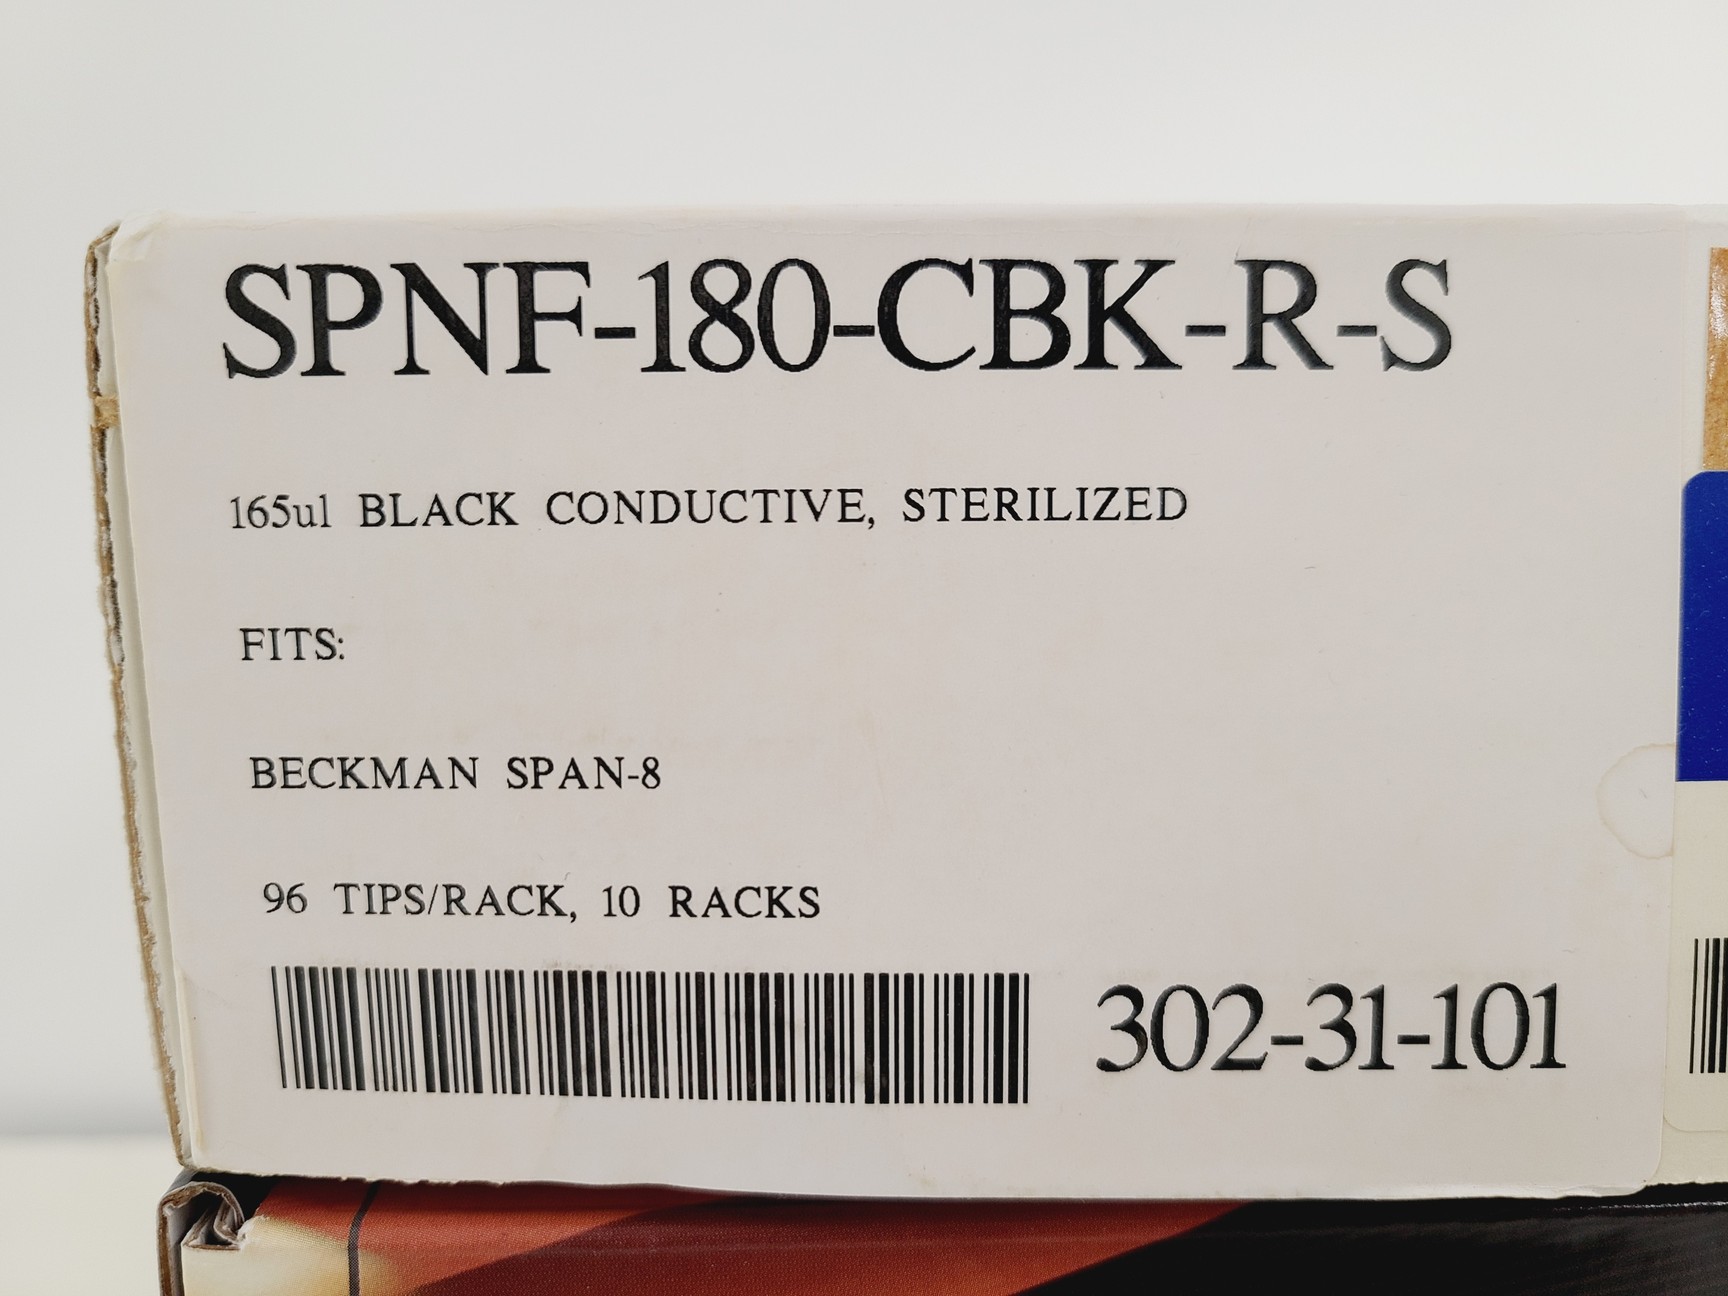 SPNF-180-CBK-R-S
165ul BLACK CONDUCTIVE, STERILIZED
FITS:
BECKMAN SPAN-8
96 TIPS/RACK, 10 RACKS
302-31-101